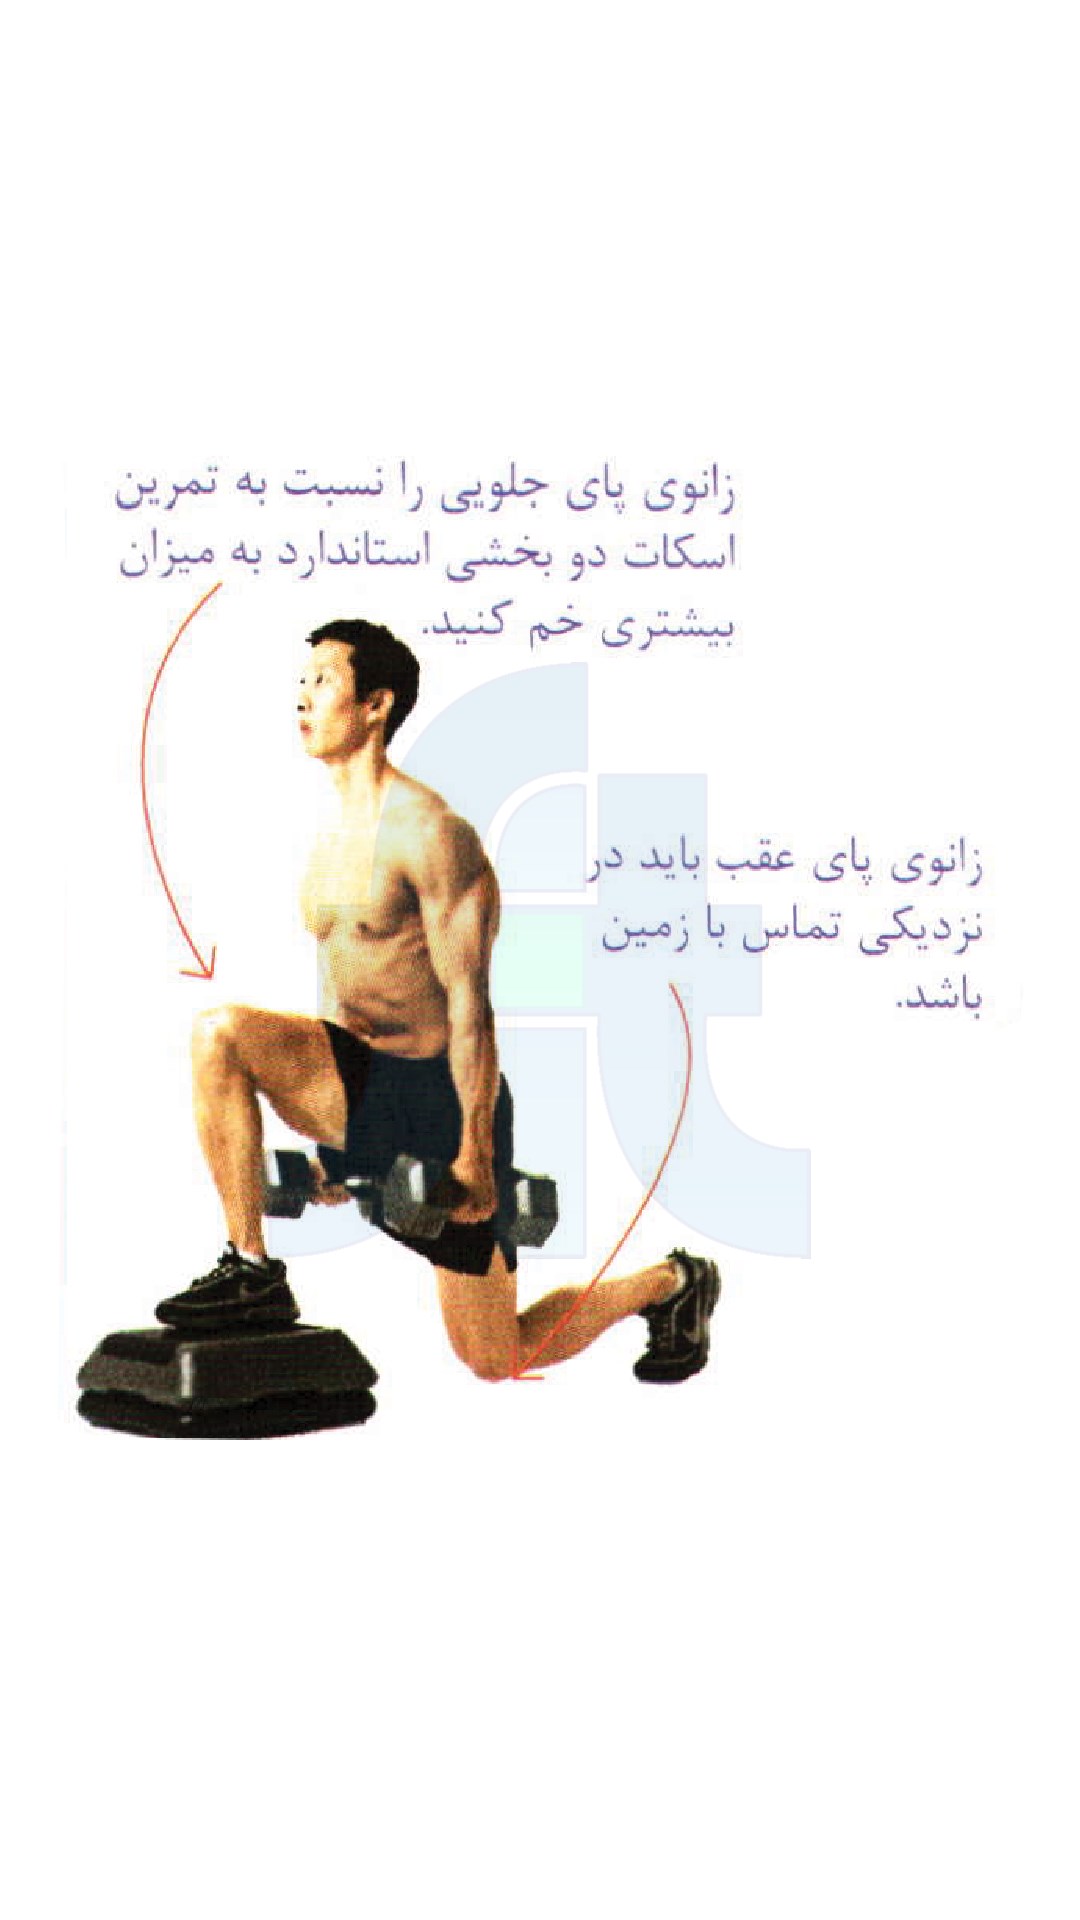 زانوی پای جلویی را نسبت به تمرین
اسکات دو بخشی استاندارد به میزان
بیشتری خم کنید.
زانوی پای عقب باید در
نزدیکی تماس با زمین
باشد.